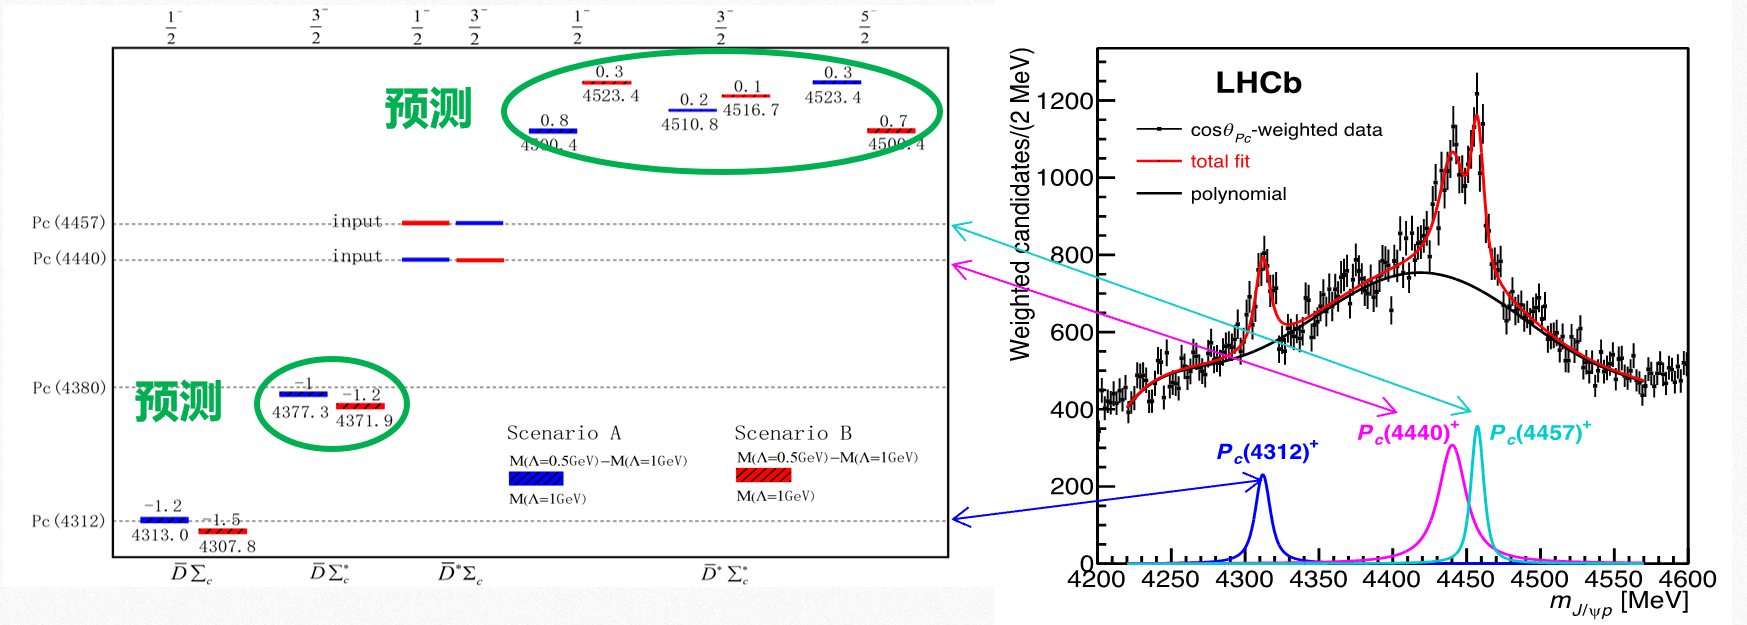 1/2⁻ 3/2⁻ 1/2⁻ 3/2⁻ 1/2⁻ 3/2⁻ 5/2⁻
预测
0.3
4523.4
0.2
4510.8
0.1
4516.7
0.3
4523.4
0.8
4500.4
0.7
4500.4
Pc(4457)
input
Pc(4440)
input
Pc(4380)
预测
-1
4377.3
-1.2
4371.9
Scenario A
M(Λ=0.5GeV)-M(Λ=1GeV)
M(Λ=1GeV)
Scenario B
M(Λ=0.5GeV)-M(Λ=1GeV)
M(Λ=1GeV)
Pc(4312)
-1.2
4313.0
-1.5
4307.8
D̅Σc D̅Σc* D̅*Σc D̅*Σc*
Weighted candidates/(2 MeV)
1200
1000
800
600
400
200
0
LHCb
cosθPc-weighted data
total fit
polynomial
Pc(4312)⁺
Pc(4440)⁺
Pc(4457)⁺
4200 4250 4300 4350 4400 4450 4500 4550 4600
mJ/ψp [MeV]